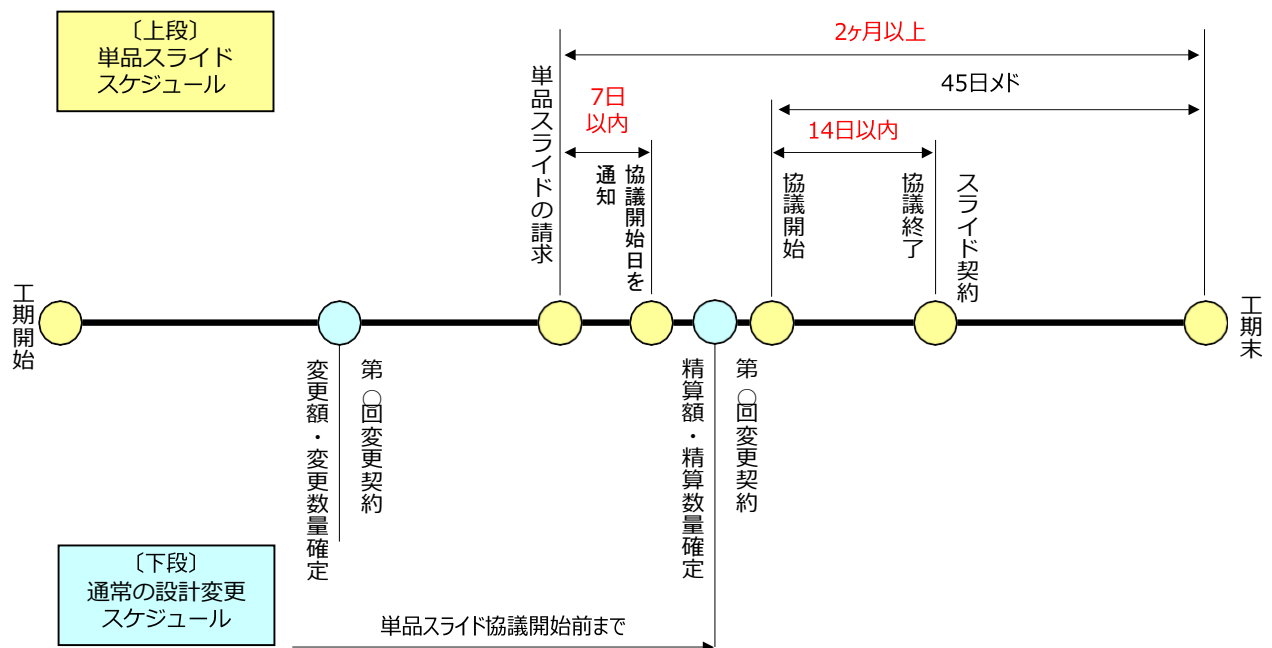 〔上段〕
単品スライド
スケジュール
2ヶ月以上
45日メド
7日
以内
14日以内
単品スライドの請求
協議開始日を
通知
協議開始
協議終了
スライド契約
工期開始
工期末
変更額・変更数量確定
第〇回変更契約
精算額・精算数量確定
第〇回変更契約
〔下段〕
通常の設計変更
スケジュール
単品スライド協議開始前まで